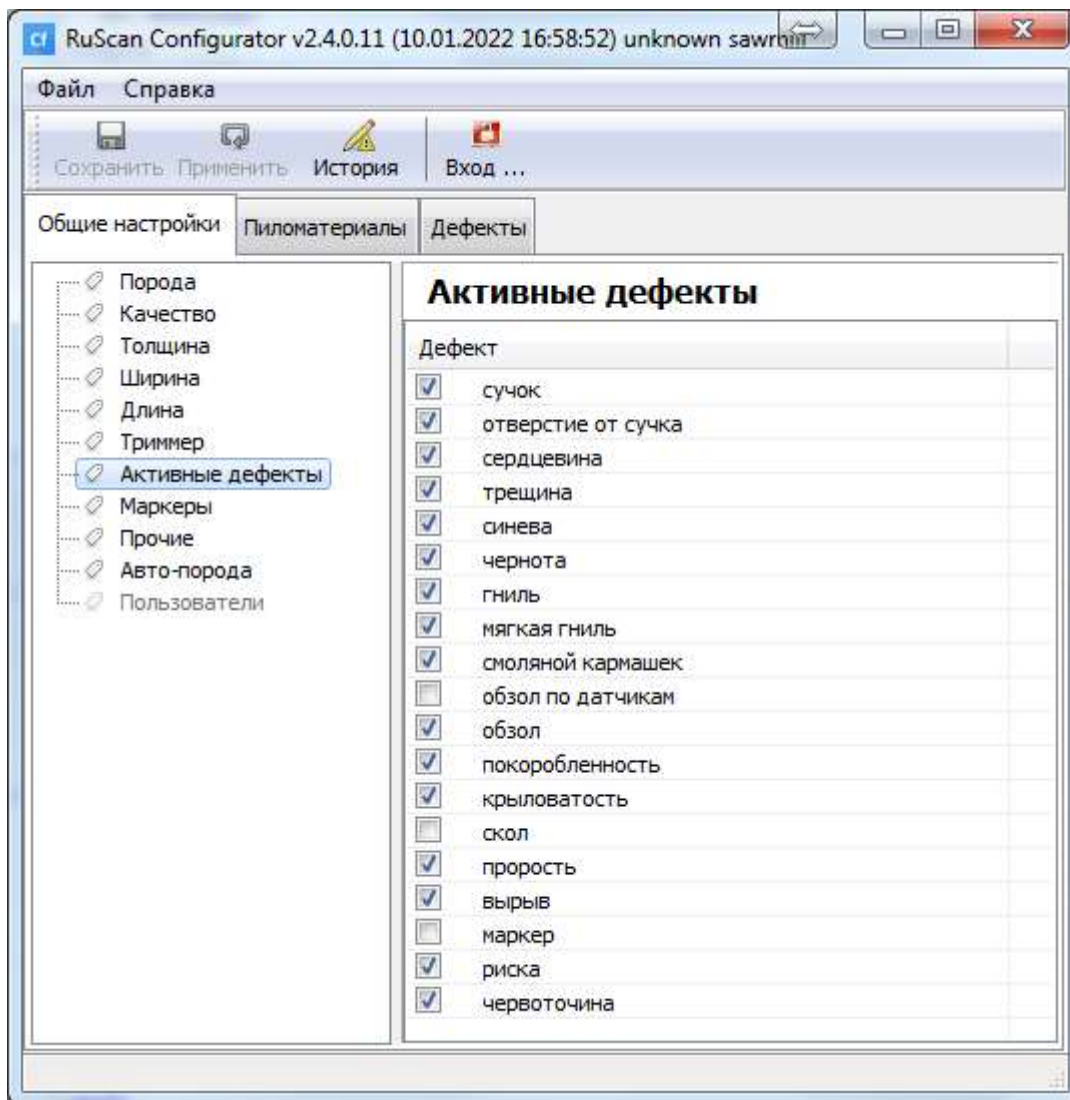 RuScan Configurator v2.4.0.11 (10.01.2022 16:58:52) unknown
Файл Справка
Сохранить Применить История Вход ...
Общие настройки Пиломатериалы Дефекты
Порода
Качество
Толщина
Ширина
Длина
Триммер
Активные дефекты
Маркеры
Прочие
Авто-порода
Пользователи
Активные дефекты
Дефект
сучок
отверстие от сучка
сердцевина
трещина
синева
чернота
гниль
мягкая гниль
смоляной кармашек
обзол по датчикам
обзол
покоробленность
крыловатость
скол
прорость
вырыв
маркер
риска
червоточина